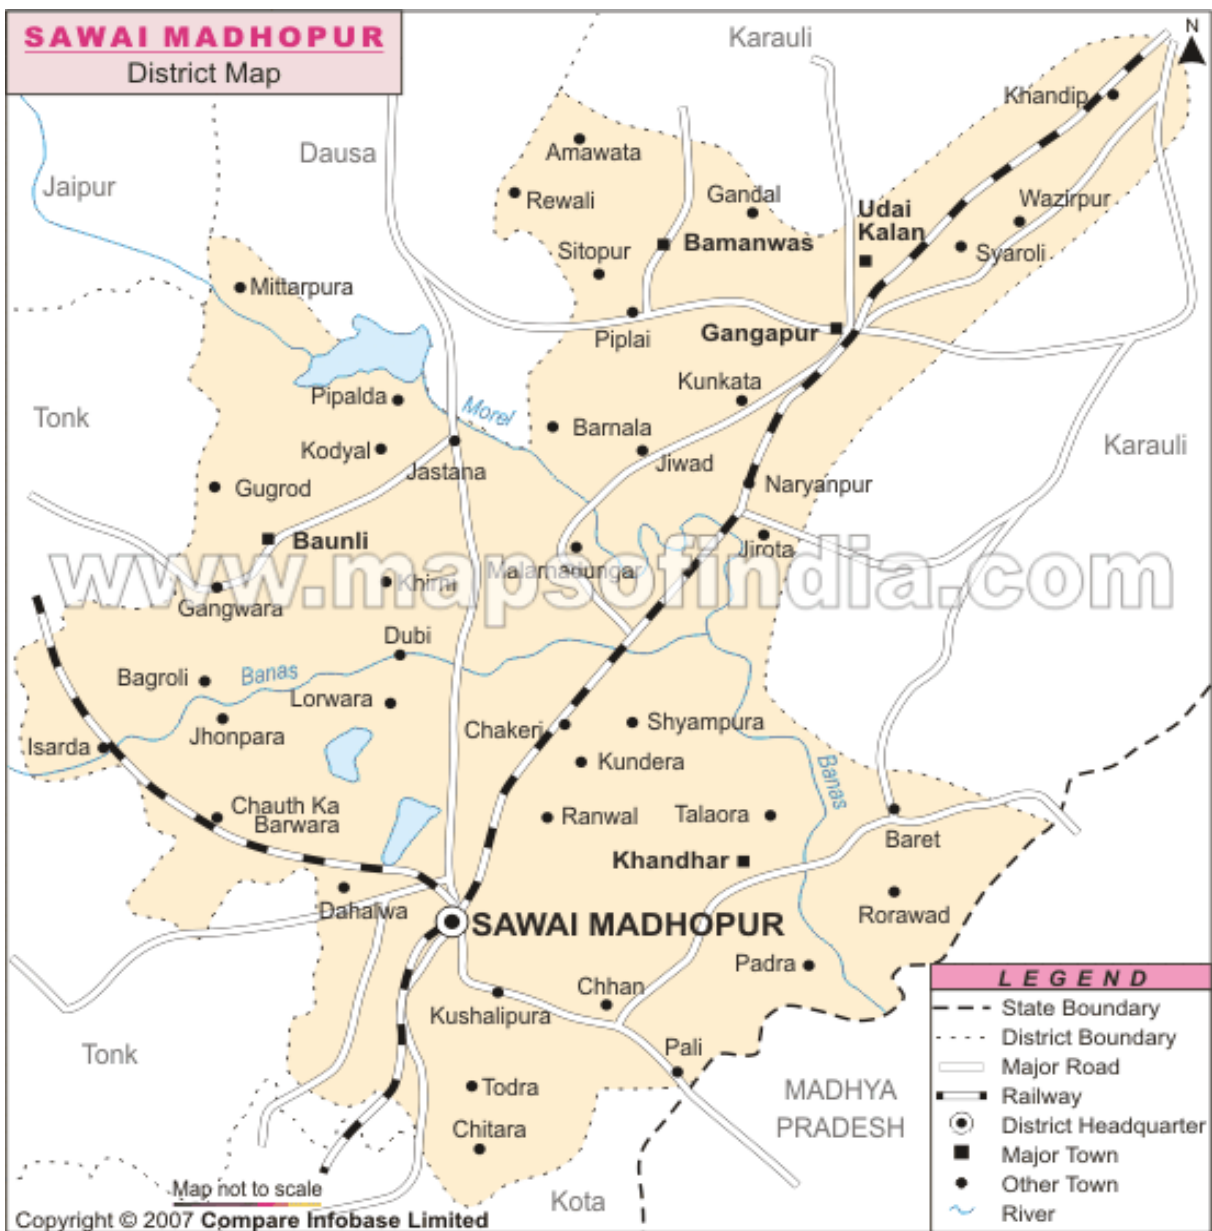 SAWAI MADHOPUR
District Map
N
Karauli
Khandip
Dausa
Amawata
Jaipur
Rewali
Gandal
Udai
Kalan
Wazirpur
Bamanwas
Sitopur
Syaroli
Mittarpura
Piplai
Gangapur
Pipalda
Kunkata
Morel
Tonk
Barnala
Karauli
Kodyal
Jastana
Jiwad
Gugrod
Naryanpur
Baunli
Jirota
www.mapsofindia.com
Malarnadungar
Khirni
Gangwara
Dubi
Bagroli
Banas
Lorwara
Jhonpara
Chakeri
Shyampura
Isarda
Kundera
Banas
Chauth Ka
Barwara
Ranwal
Talaora
Baret
Khandhar
Dahalwa
Rorawad
SAWAI MADHOPUR
Padra
Chhan
Kushalipura
Tonk
Pali
Todra
MADHYA
PRADESH
Chitara
Kota
LEGEND
State Boundary
District Boundary
Major Road
Railway
District Headquarter
Major Town
Other Town
River
Map not to scale
Copyright © 2007 Compare Infobase Limited